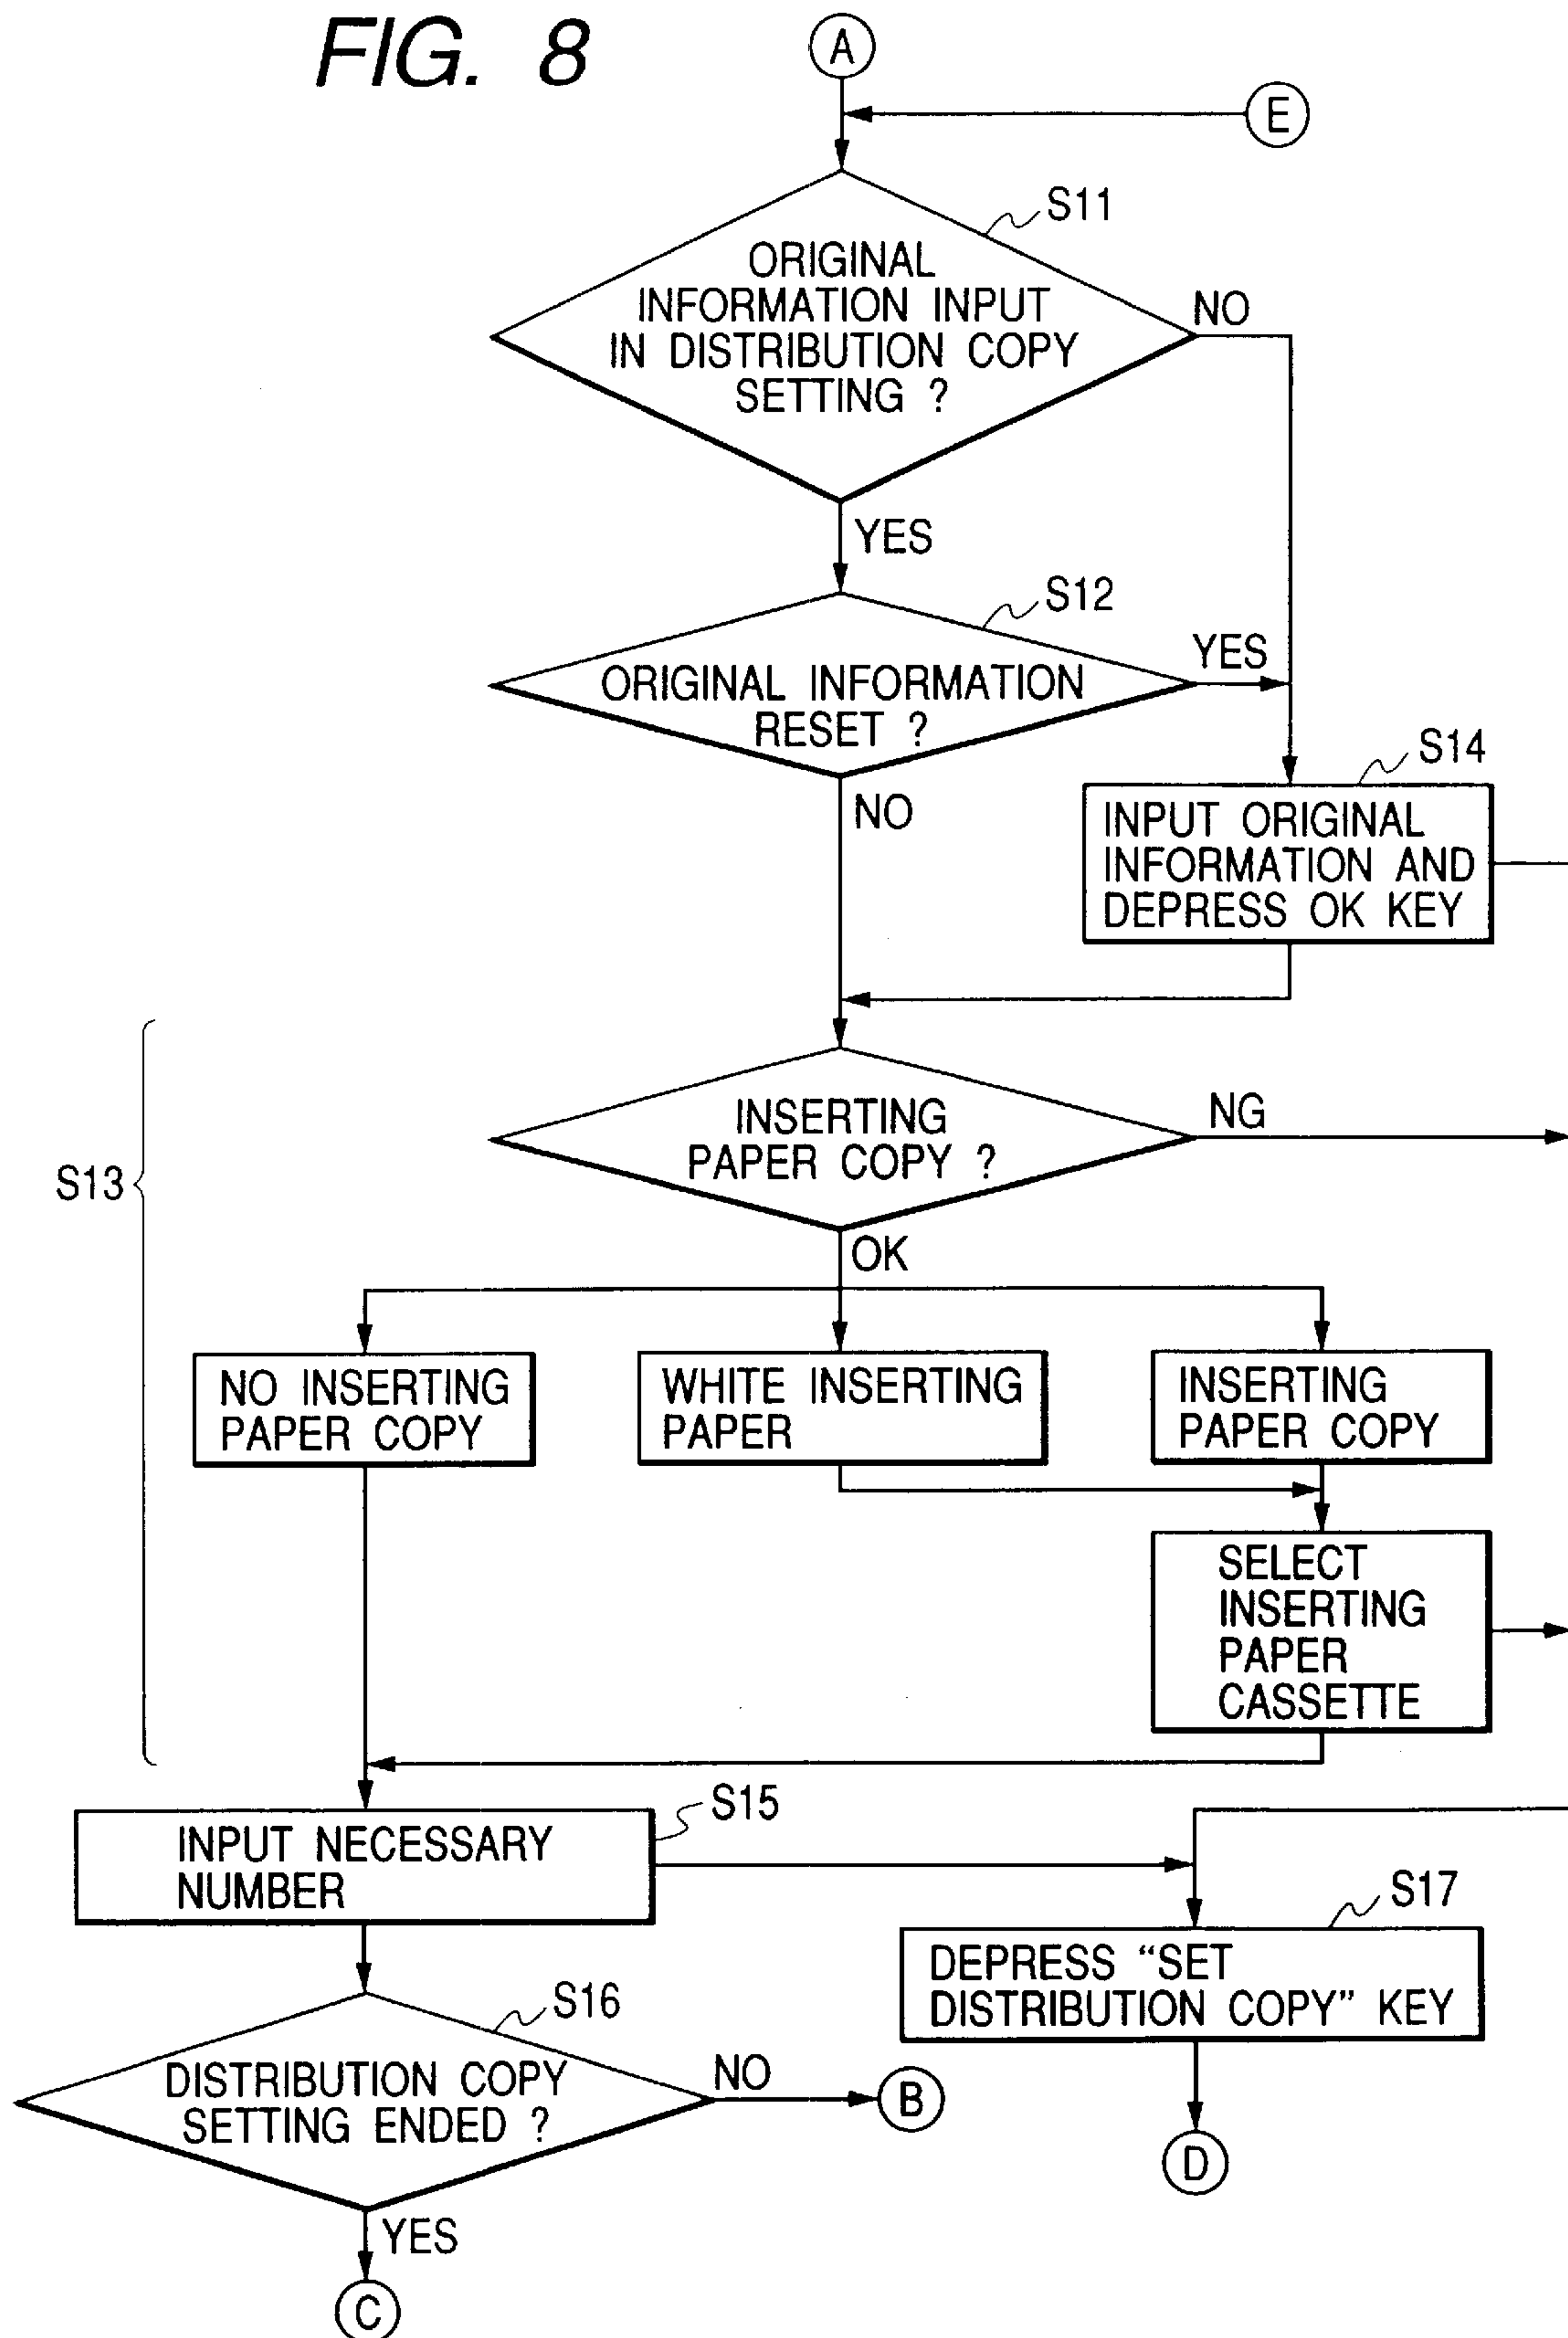 FIG. 8
A
E
S11
ORIGINAL
INFORMATION INPUT
IN DISTRIBUTION COPY
SETTING ?
NO
YES
S12
ORIGINAL INFORMATION
RESET ?
YES
NO
S14
INPUT ORIGINAL
INFORMATION AND
DEPRESS OK KEY
S13
INSERTING
PAPER COPY ?
NG
OK
NO INSERTING
PAPER COPY
WHITE INSERTING
PAPER
INSERTING
PAPER COPY
SELECT
INSERTING
PAPER
CASSETTE
S15
INPUT NECESSARY
NUMBER
S17
DEPRESS “SET
DISTRIBUTION COPY” KEY
S16
DISTRIBUTION COPY
SETTING ENDED ?
NO
B
D
YES
C